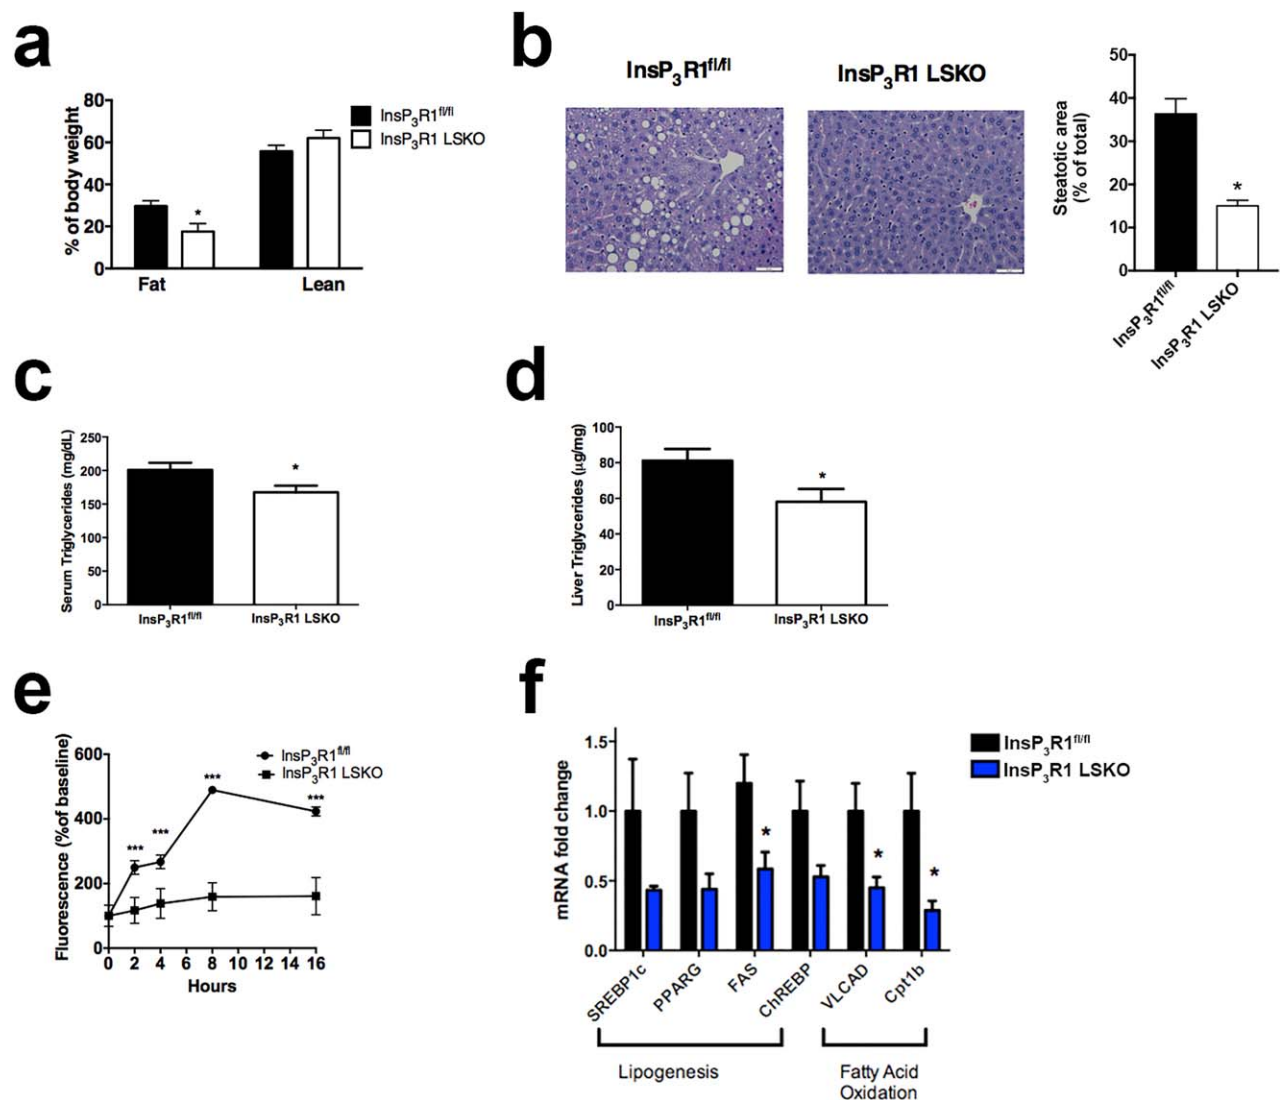 a
80
60
40
20
0
% of body weight
Fat
Lean
InsP3R1fl/fl
InsP3R1 LSKO
*
b
InsP3R1fl/fl
InsP3R1 LSKO
50
40
30
20
10
0
Steatotic area
(% of total)
*
InsP3R1fl/fl
InsP3R1 LSKO
c
250
200
150
100
50
0
Serum Triglycerides (mg/dL)
*
InsP3R1fl/fl
InsP3R1 LSKO
d
100
80
60
40
20
0
Liver Triglycerides (µg/mg)
*
InsP3R1fl/fl
InsP3R1 LSKO
e
600
400
200
0
Fluorescence (%of baseline)
InsP3R1fl/fl
InsP3R1 LSKO
***
***
***
***
0 2 4 6 8 10 12 14 16
Hours
f
1.5
1.0
0.5
0.0
mRNA fold change
InsP3R1fl/fl
InsP3R1 LSKO
*
*
*
SREBP1c
PPARG
FAS
ChREBP
VLCAD
Cpt1b
Lipogenesis
Fatty Acid
Oxidation